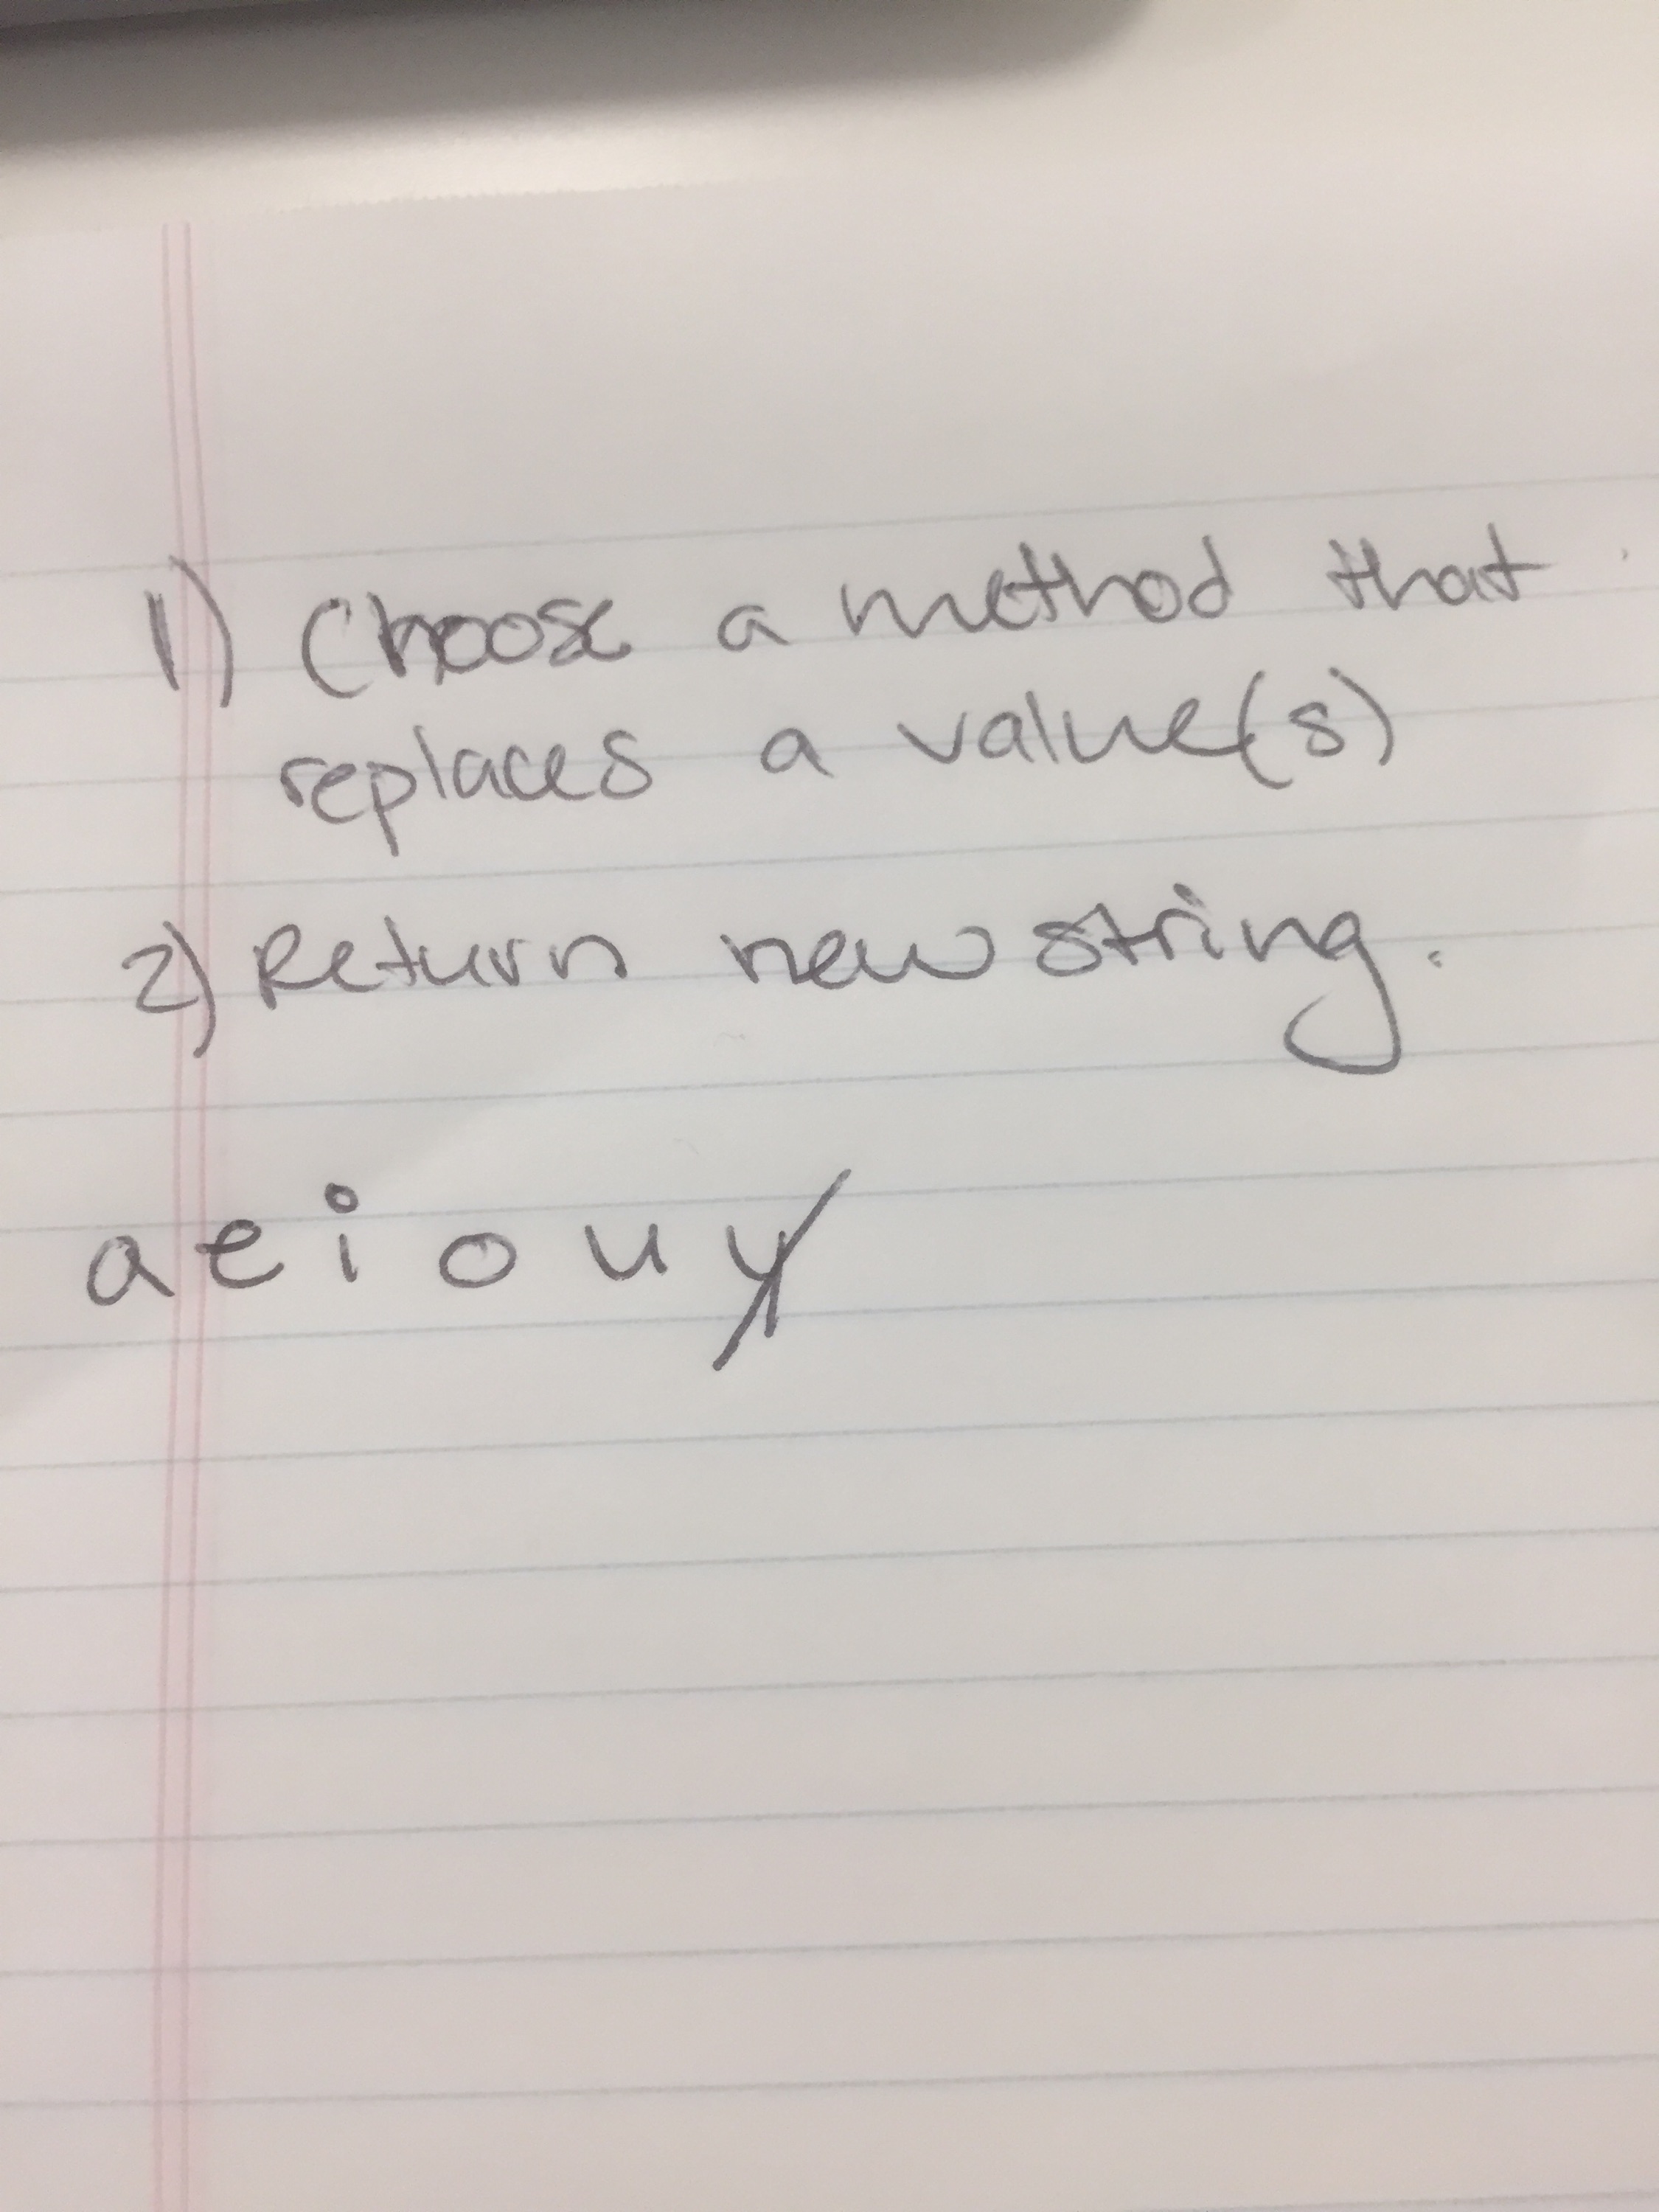 1) Choose a method that
replaces a value(s)
2) Return new string.
a e i o u y